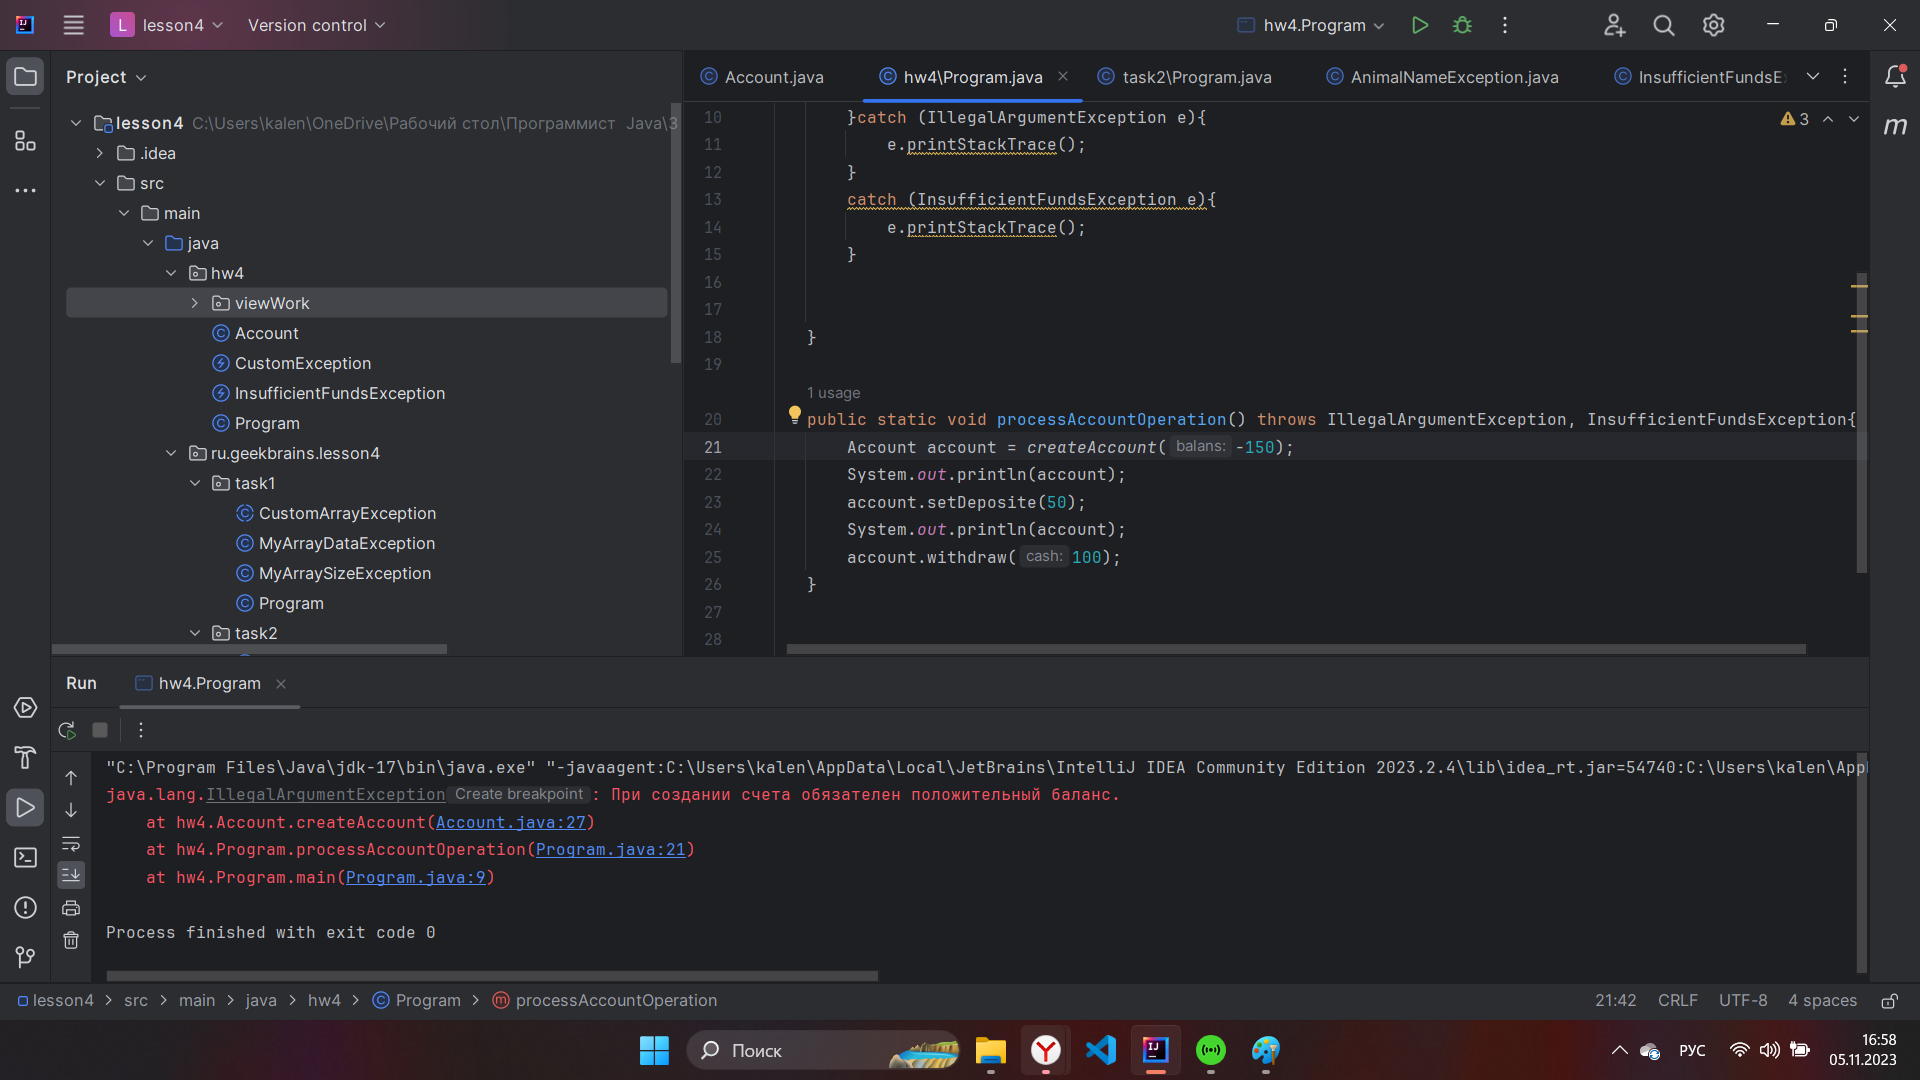 L lesson4 Version control hw4.Program
Project
lesson4 C:\Users\kalen\OneDrive\Рабочий стол\Программист Java\3
.idea
src
main
java
hw4
viewWork
Account
CustomException
InsufficientFundsException
Program
ru.geekbrains.lesson4
task1
CustomArrayException
MyArrayDataException
MyArraySizeException
Program
task2
Account.java hw4\Program.java task2\Program.java AnimalNameException.java InsufficientFundsE
3
10 }catch (IllegalArgumentException e){
11 e.printStackTrace();
12 }
13 catch (InsufficientFundsException e){
14 e.printStackTrace();
15 }
16
17
18 }
19
1 usage
20 public static void processAccountOperation() throws IllegalArgumentException, InsufficientFundsException{
21 Account account = createAccount( balans: -150);
22 System.out.println(account);
23 account.setDeposite(50);
24 System.out.println(account);
25 account.withdraw( cash: 100);
26 }
27
28
Run hw4.Program
"C:\Program Files\Java\jdk-17\bin\java.exe" "-javaagent:C:\Users\kalen\AppData\Local\JetBrains\IntelliJ IDEA Community Edition 2023.2.4\lib\idea_rt.jar=54740:C:\Users\kalen\App
java.lang.IllegalArgumentException Create breakpoint : При создании счета обязателен положительный баланс.
at hw4.Account.createAccount(Account.java:27)
at hw4.Program.processAccountOperation(Program.java:21)
at hw4.Program.main(Program.java:9)
Process finished with exit code 0
lesson4 > src > main > java > hw4 > Program > processAccountOperation
21:42 CRLF UTF-8 4 spaces
Поиск
РУС
16:58
05.11.2023